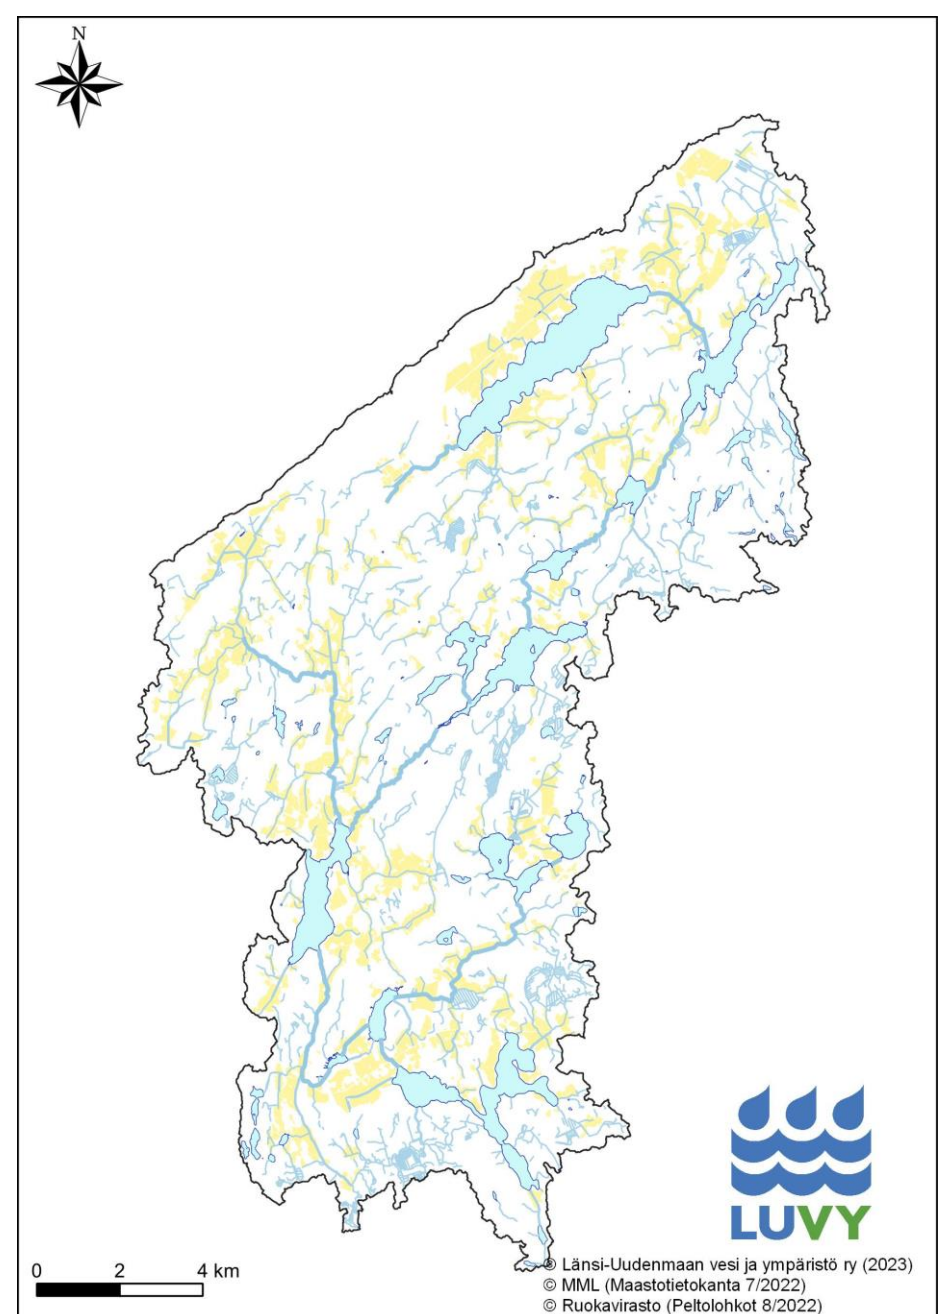 N
LUVY
0 2 4 km
© Länsi-Uudenmaan vesi ja ympäristö ry (2023)
© MML (Maastotietokanta 7/2022)
© Ruokavirasto (Peltolohkot 8/2022)